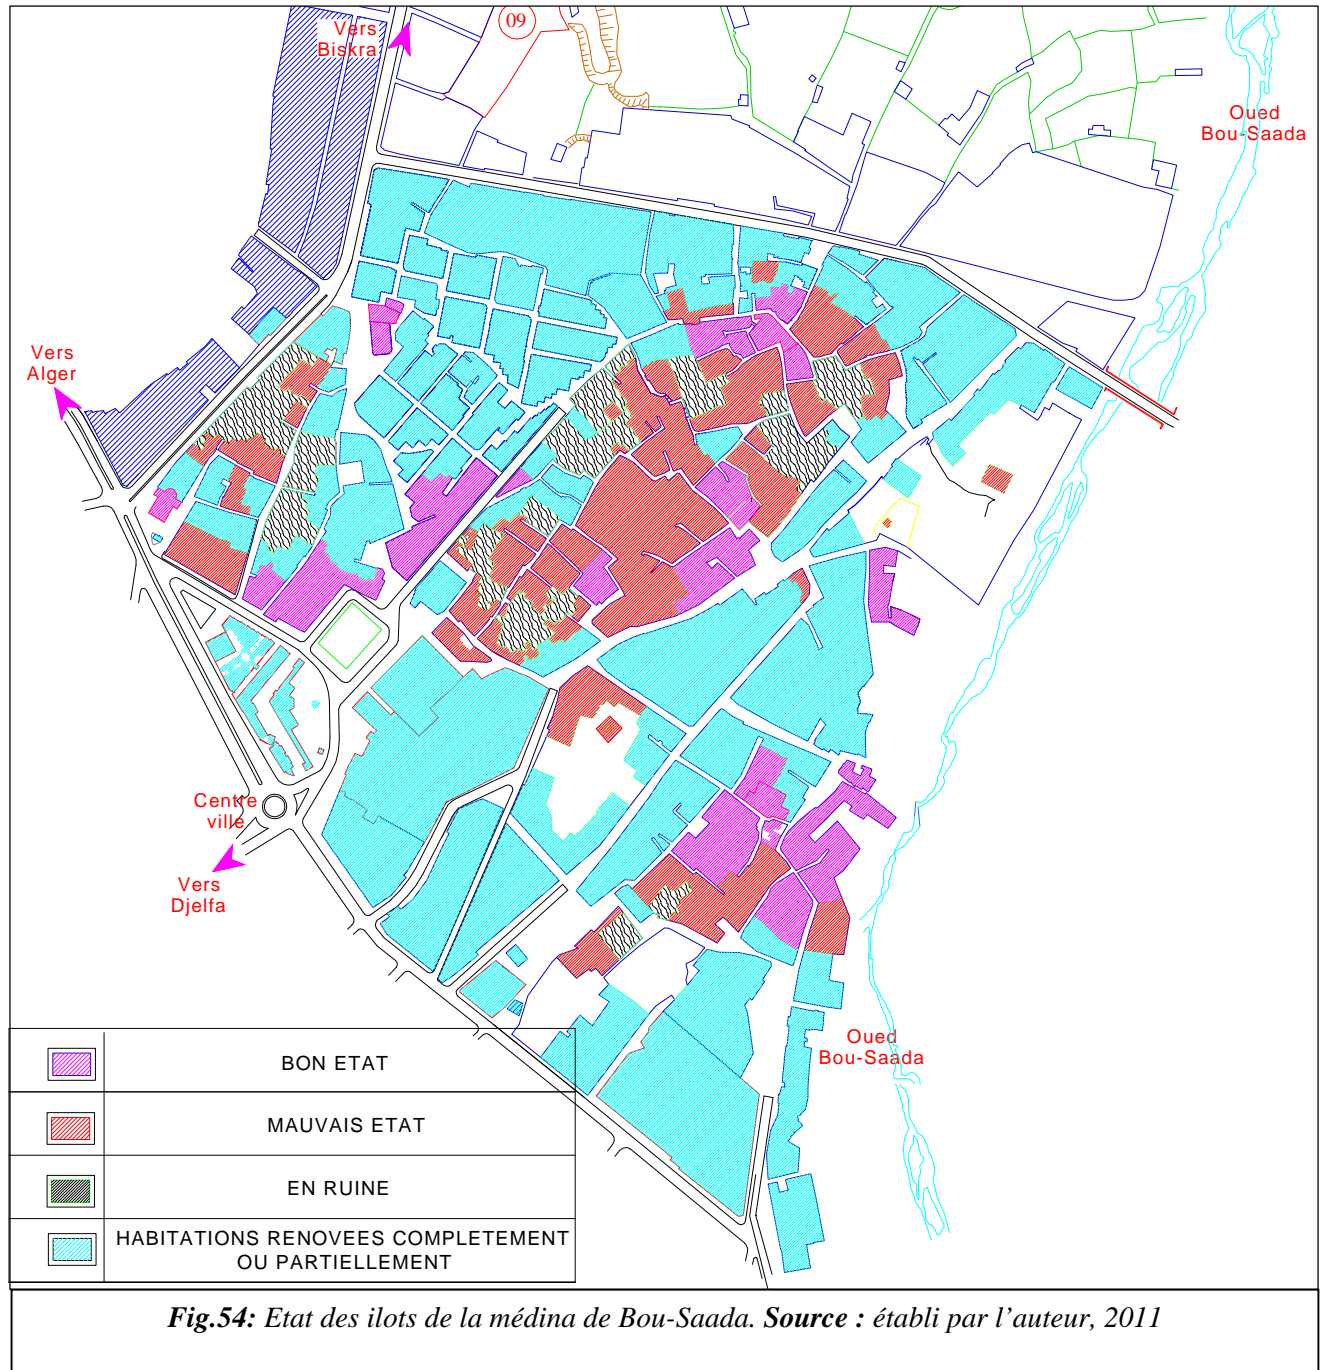 Vers
Biskra
09
Oued
Bou-Saada
Vers
Alger
Centre
ville
Vers
Djelfa
Oued
Bou-Saada
BON ETAT
MAUVAIS ETAT
EN RUINE
HABITATIONS RENOVEES COMPLETEMENT
OU PARTIELLEMENT
Fig.54: Etat des ilots de la médina de Bou-Saada. Source : établi par l'auteur, 2011